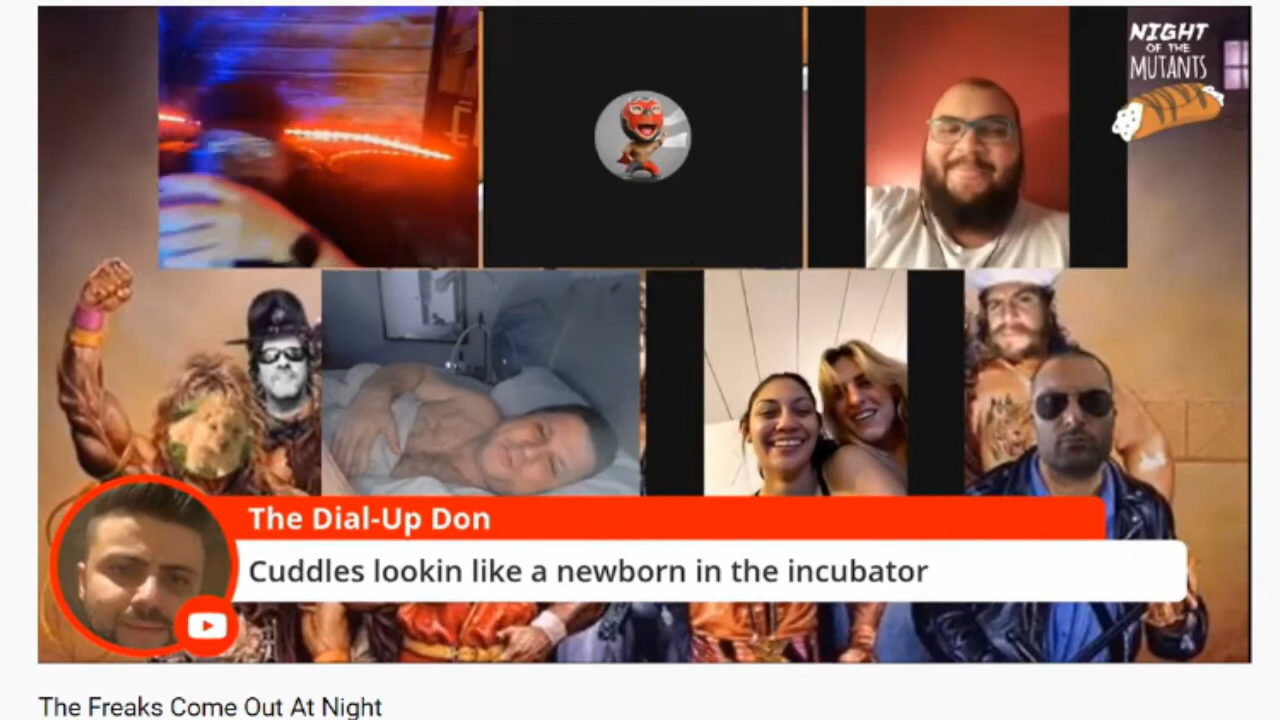 NIGHT
OF THE
MUTANTS
The Dial-Up Don
Cuddles lookin like a newborn in the incubator
The Freaks Come Out At Night